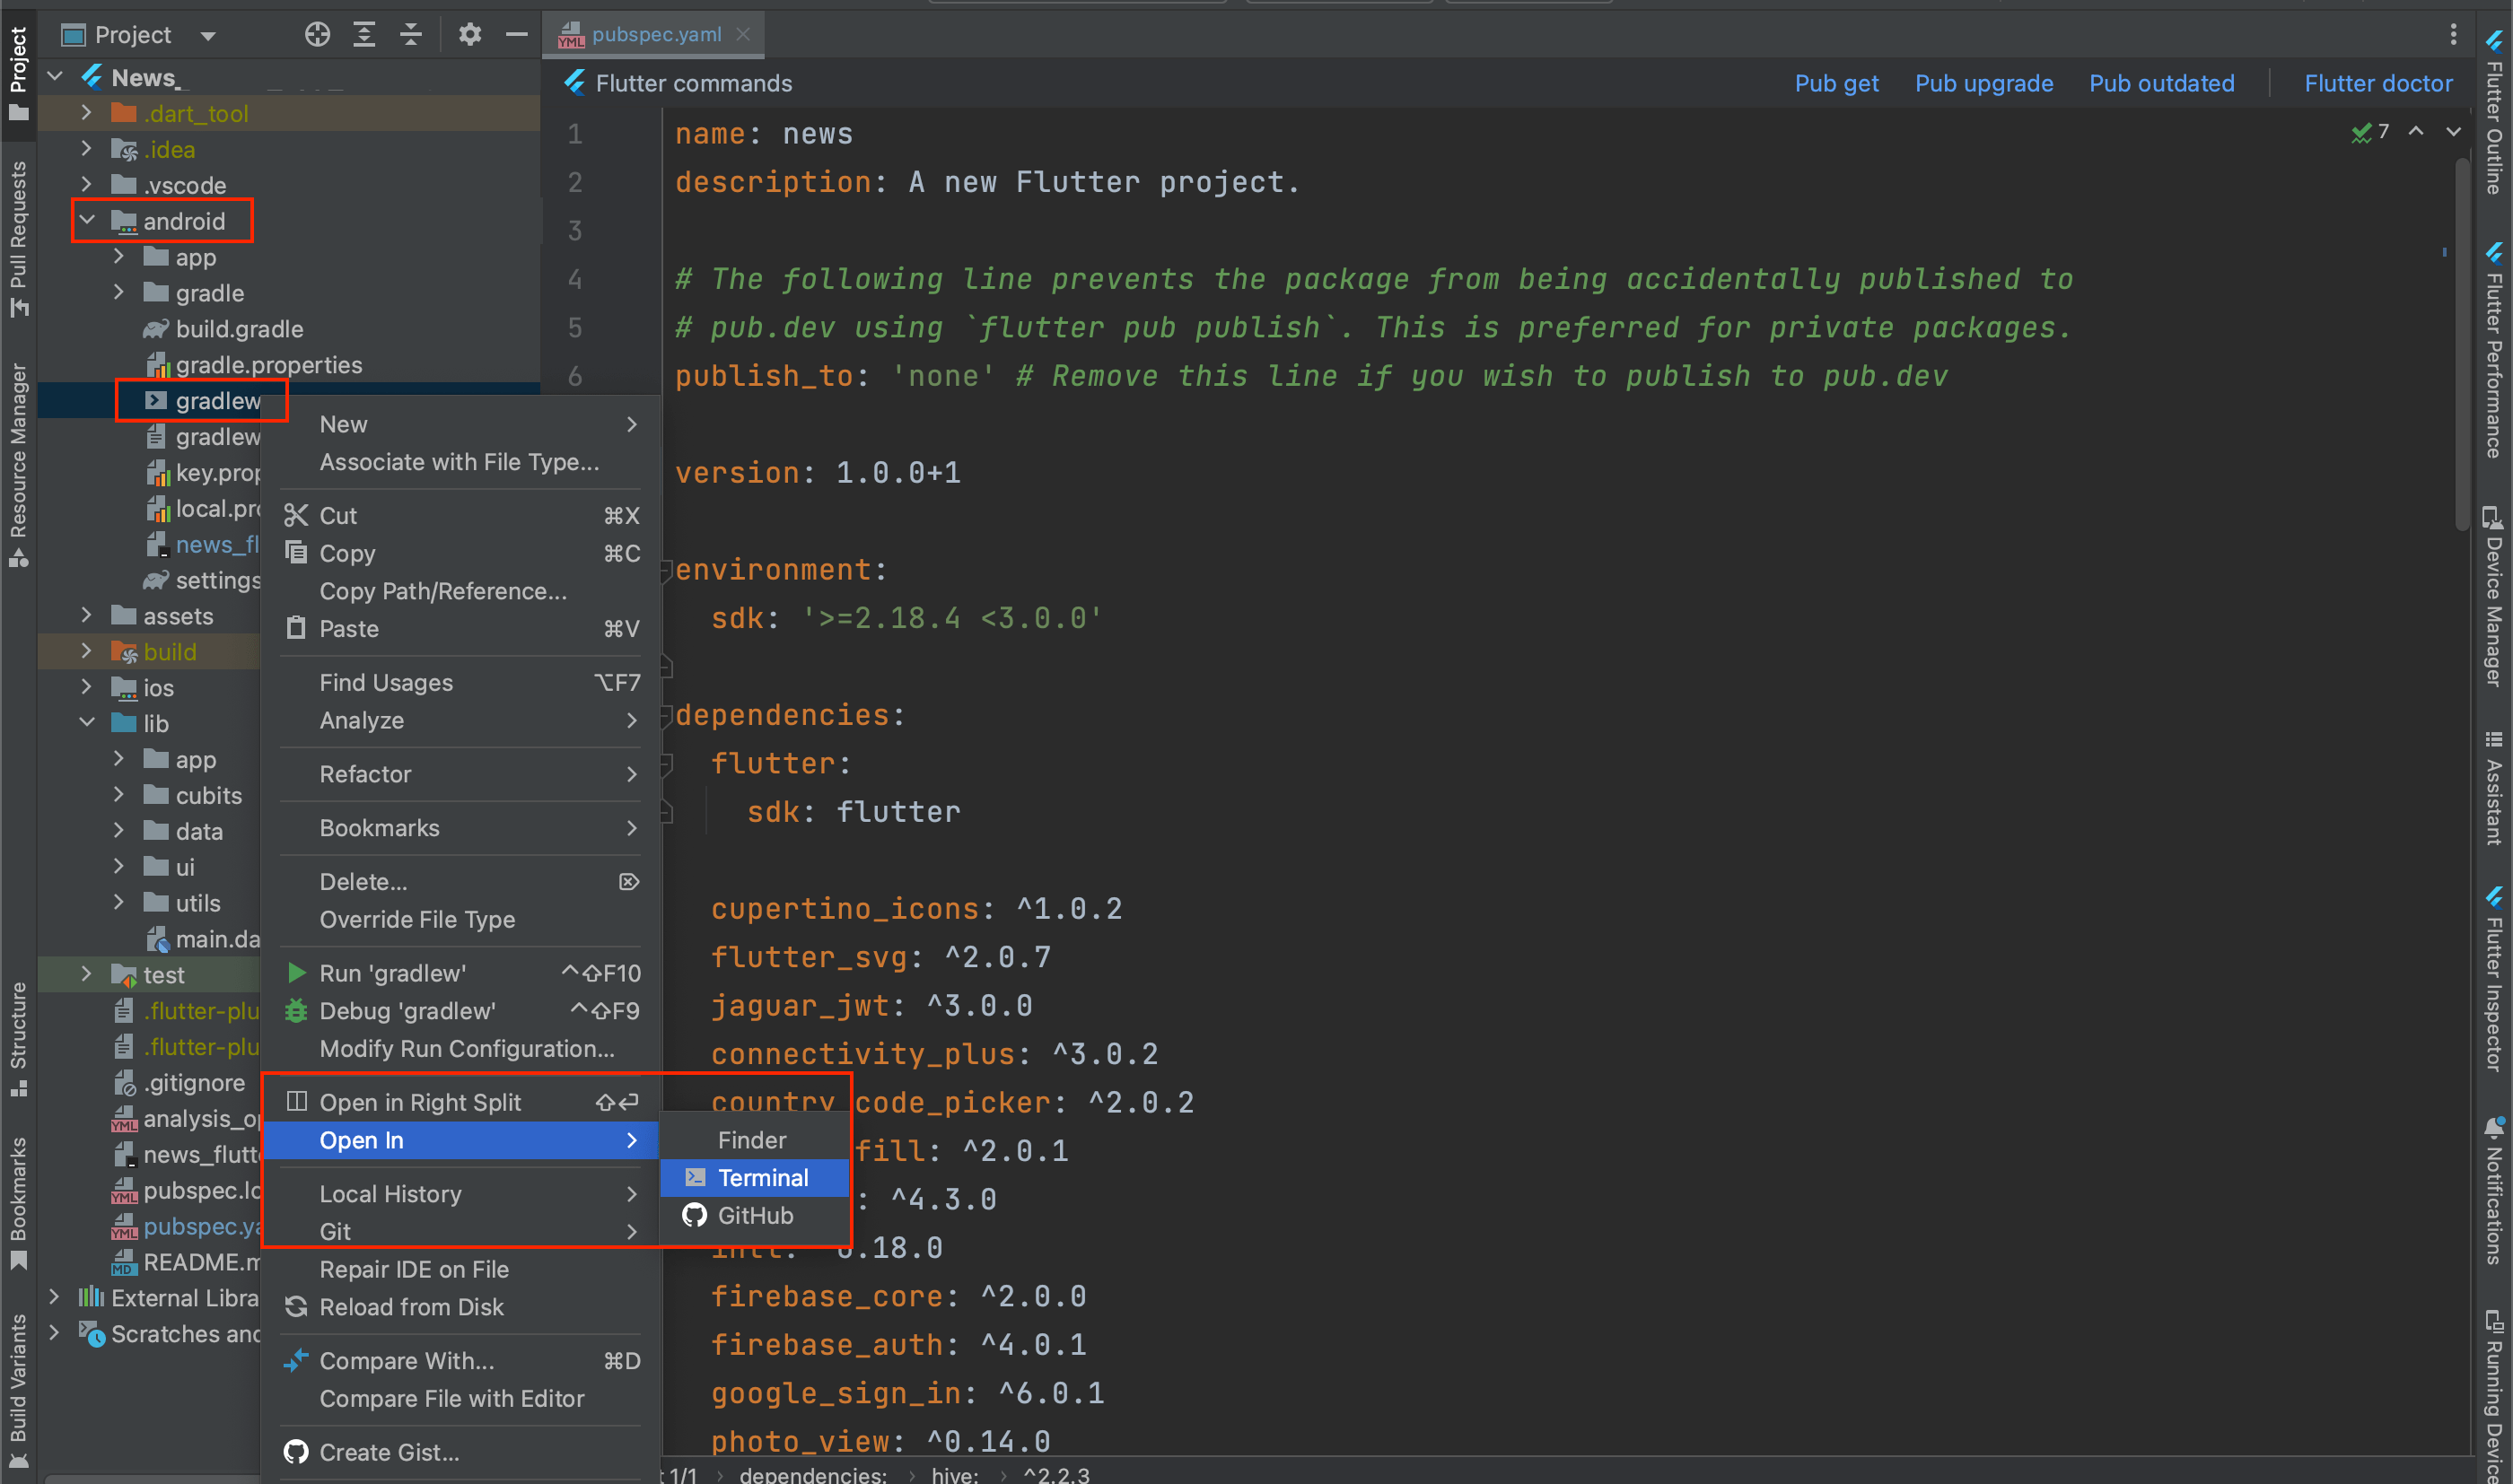 Project
pubspec.yaml
News_
Flutter commands
Pub get
Pub upgrade
Pub outdated
Flutter doctor
.dart_tool
.idea
.vscode
android
app
gradle
build.gradle
gradle.properties
gradlew
gradlew
key.prop
local.pro
news_fl
settings
assets
build
ios
lib
app
cubits
data
ui
utils
main.da
test
.flutter-plu
.flutter-plu
.gitignore
analysis_op
news_flutt
pubspec.lo
pubspec.ya
README.m
External Libra
Scratches and
New
Associate with File Type...
Cut ⌘X
Copy ⌘C
Copy Path/Reference...
Paste ⌘V
Find Usages ⌥F7
Analyze
Refactor
Bookmarks
Delete...
Override File Type
Run 'gradlew' ^⇧F10
Debug 'gradlew' ^⇧F9
Modify Run Configuration...
Open in Right Split ⇧⏎
Open In
Local History
Git
Repair IDE on File
Reload from Disk
Compare With... ⌘D
Compare File with Editor
Create Gist...
Finder
Terminal
GitHub
7
1 name: news
2 description: A new Flutter project.
3
4 # The following line prevents the package from being accidentally published to
5 # pub.dev using `flutter pub publish`. This is preferred for private packages.
6 publish_to: 'none' # Remove this line if you wish to publish to pub.dev
version: 1.0.0+1
environment:
sdk: '>=2.18.4 <3.0.0'
dependencies:
flutter:
sdk: flutter
cupertino_icons: ^1.0.2
flutter_svg: ^2.0.7
jaguar_jwt: ^3.0.0
connectivity_plus: ^3.0.2
country_code_picker: ^2.0.2
fill: ^2.0.1
: ^4.3.0
intl: ^0.18.0
firebase_core: ^2.0.0
firebase_auth: ^4.0.1
google_sign_in: ^6.0.1
photo_view: ^0.14.0
t 1/1 › dependencies: › hive: › ^2.2.3
Project
Pull Requests
Resource Manager
Structure
Bookmarks
Build Variants
Flutter Outline
Flutter Performance
Device Manager
Assistant
Flutter Inspector
Notifications
Running Device